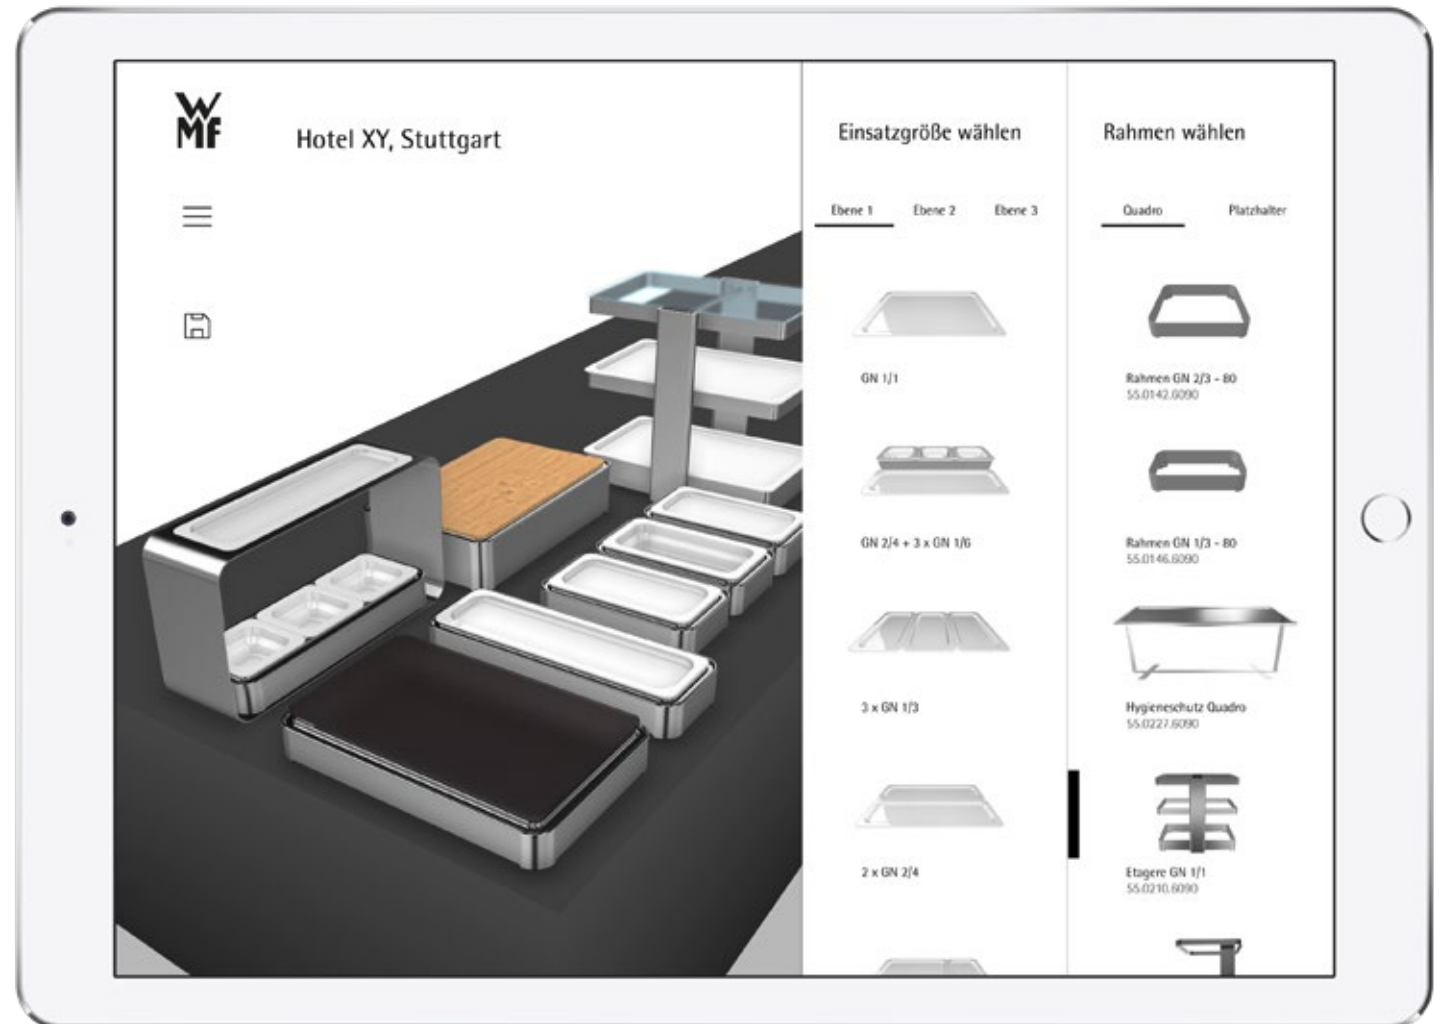 WMF
Hotel XY, Stuttgart
Einsatzgröße wählen
Ebene 1 Ebene 2 Ebene 3
GN 1/1
GN 2/4 + 3 x GN 1/6
3 x GN 1/3
2 x GN 2/4
Rahmen wählen
Quadro Platzhalter
Rahmen GN 2/3 - 80
55.0142.6090
Rahmen GN 1/3 - 80
55.0146.6090
Hygieneschutz Quadro
55.0227.6090
Etagere GN 1/1
55.0210.6090